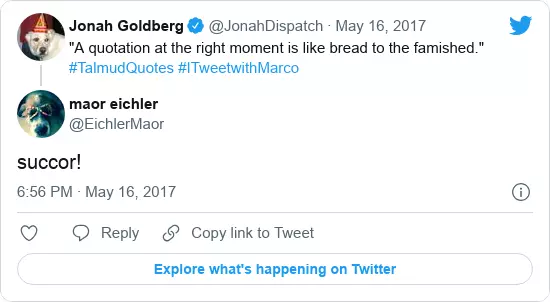 Jonah Goldberg @JonahDispatch · May 16, 2017
"A quotation at the right moment is like bread to the famished."
#TalmudQuotes #ITweetwithMarco
maor eichler
@EichlerMaor
succor!
6:56 PM · May 16, 2017
Reply Copy link to Tweet
Explore what's happening on Twitter